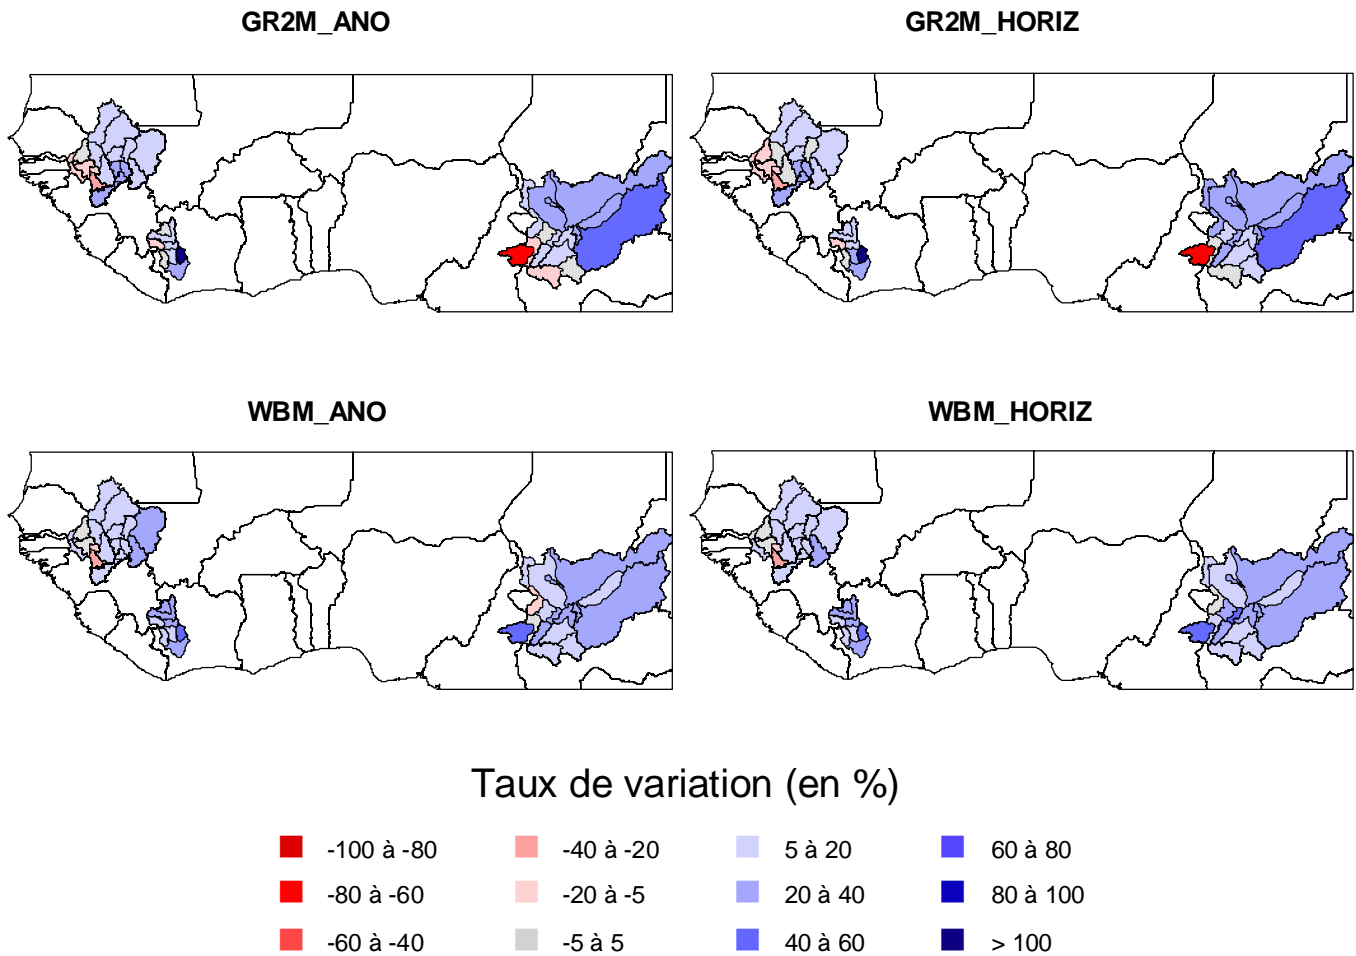 GR2M_ANO
GR2M_HORIZ
WBM_ANO
WBM_HORIZ
Taux de variation (en %)
-100 à -80
-40 à -20
5 à 20
60 à 80
-80 à -60
-20 à -5
20 à 40
80 à 100
-60 à -40
-5 à 5
40 à 60
> 100